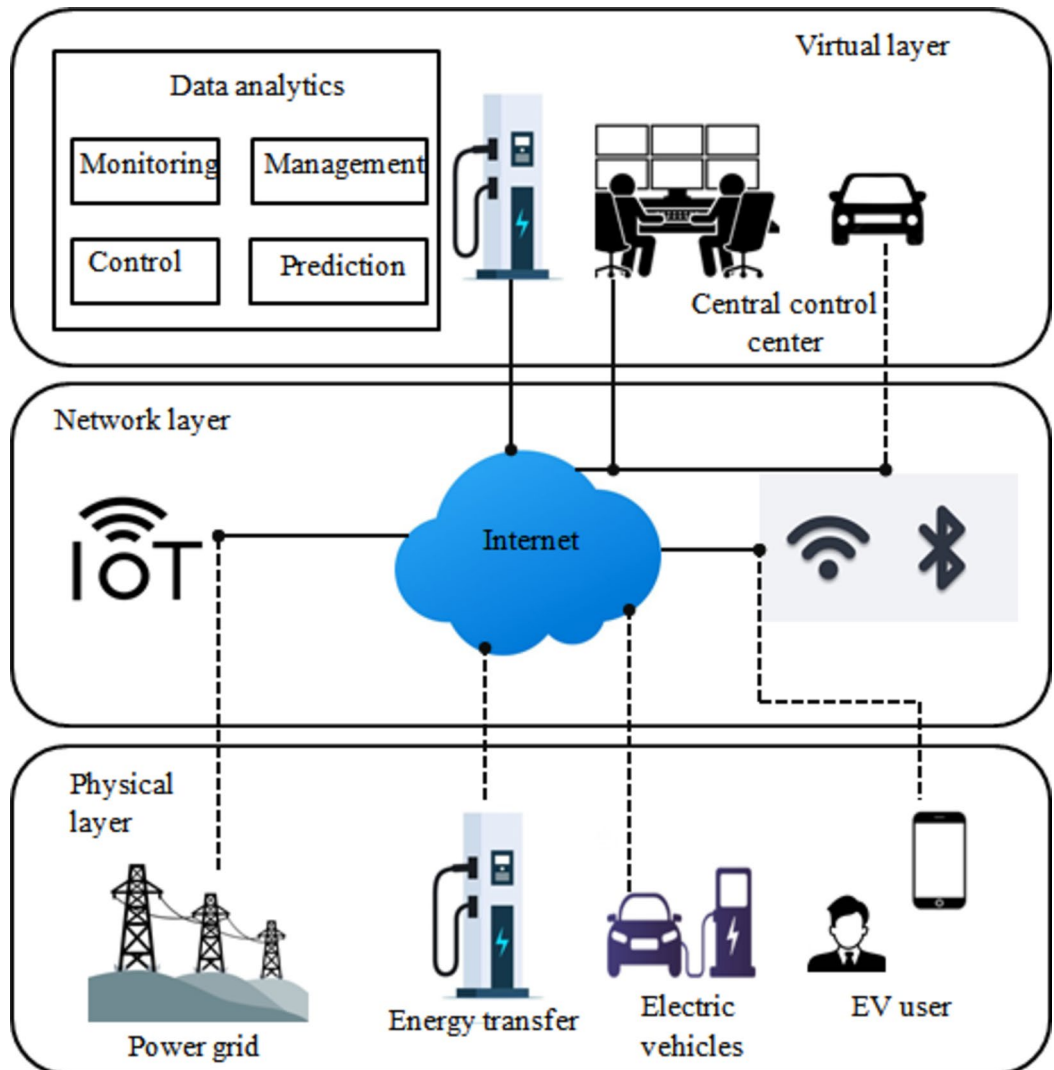 Virtual layer
Data analytics
Monitoring
Management
Control
Prediction
Central control
center
Network layer
IoT
Internet
Physical
layer
Power grid
Energy transfer
Electric
vehicles
EV user